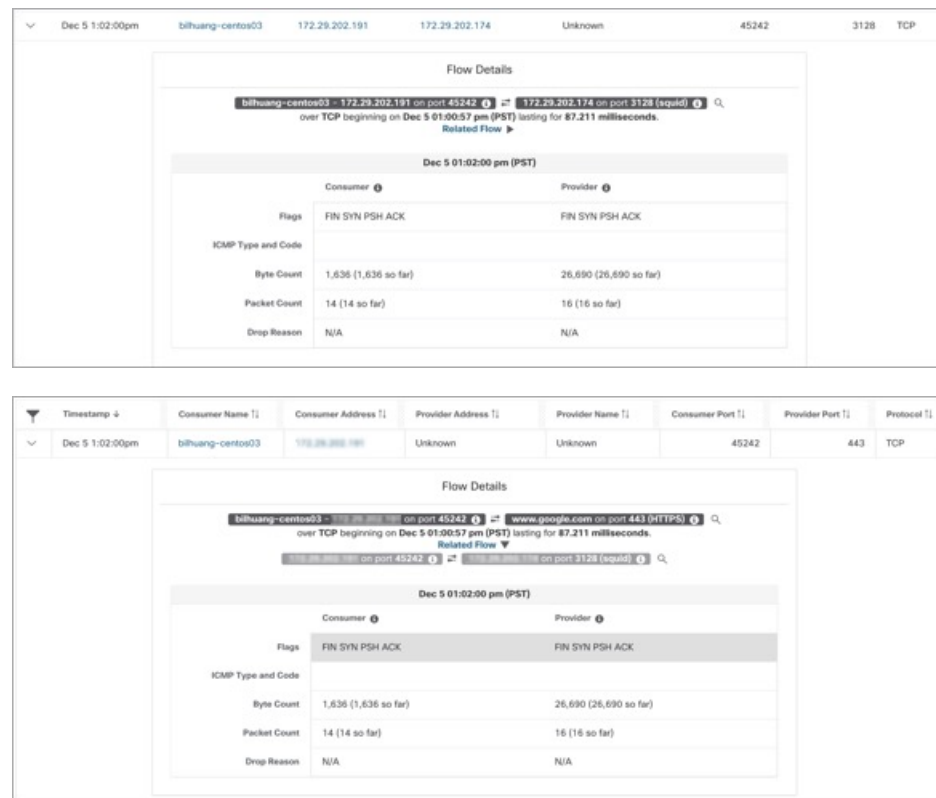 Dec 5 1:02:00pm bilhuang-centos03 172.29.202.191 172.29.202.174 Unknown 45242 3128 TCP
Flow Details
bilhuang-centos03 - 172.29.202.191 on port 45242 ⇄ 172.29.202.174 on port 3128 (squid)
over TCP beginning on Dec 5 01:00:57 pm (PST) lasting for 87.211 milliseconds.
Related Flow ▶
Dec 5 01:02:00 pm (PST)
Consumer Provider
Flags FIN SYN PSH ACK FIN SYN PSH ACK
ICMP Type and Code
Byte Count 1,636 (1,636 so far) 26,690 (26,690 so far)
Packet Count 14 (14 so far) 16 (16 so far)
Drop Reason N/A N/A
Timestamp ↓ Consumer Name ↑↓ Consumer Address ↑↓ Provider Address ↑↓ Provider Name ↑↓ Consumer Port ↑↓ Provider Port ↑↓ Protocol ↑↓
Dec 5 1:02:00pm bilhuang-centos03 Unknown Unknown 45242 443 TCP
Flow Details
bilhuang-centos03 - on port 45242 ⇄ www.google.com on port 443 (HTTPS)
over TCP beginning on Dec 5 01:00:57 pm (PST) lasting for 87.211 milliseconds.
Related Flow ▼
on port 45242 ⇄ on port 3128 (squid)
Dec 5 01:02:00 pm (PST)
Consumer Provider
Flags FIN SYN PSH ACK FIN SYN PSH ACK
ICMP Type and Code
Byte Count 1,636 (1,636 so far) 26,690 (26,690 so far)
Packet Count 14 (14 so far) 16 (16 so far)
Drop Reason N/A N/A